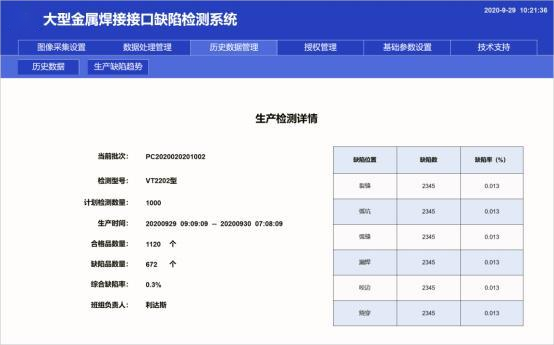 2020-9-29 10:21:36
大型金属焊接接口缺陷检测系统
图像采集设置 数据处理管理 历史数据管理 授权管理 基础参数设置 技术支持
历史数据 生产缺陷趋势
生产检测详情
当前批次： PC2020020201002
检测型号： VT2202型
计划检测数量： 1000
生产时间： 20200929 09:09:09 -- 20200930 07:08:09
合格品数量： 1120 个
缺陷品数量： 672 个
综合缺陷率： 0.3%
班组负责人： 利达斯
缺陷位置 缺陷数 缺陷率（%）
裂缝 2345 0.013
弧坑 2345 0.013
2345 0.013
漏焊 2345 0.013
咬边 2345 0.013
烧穿 2345 0.013